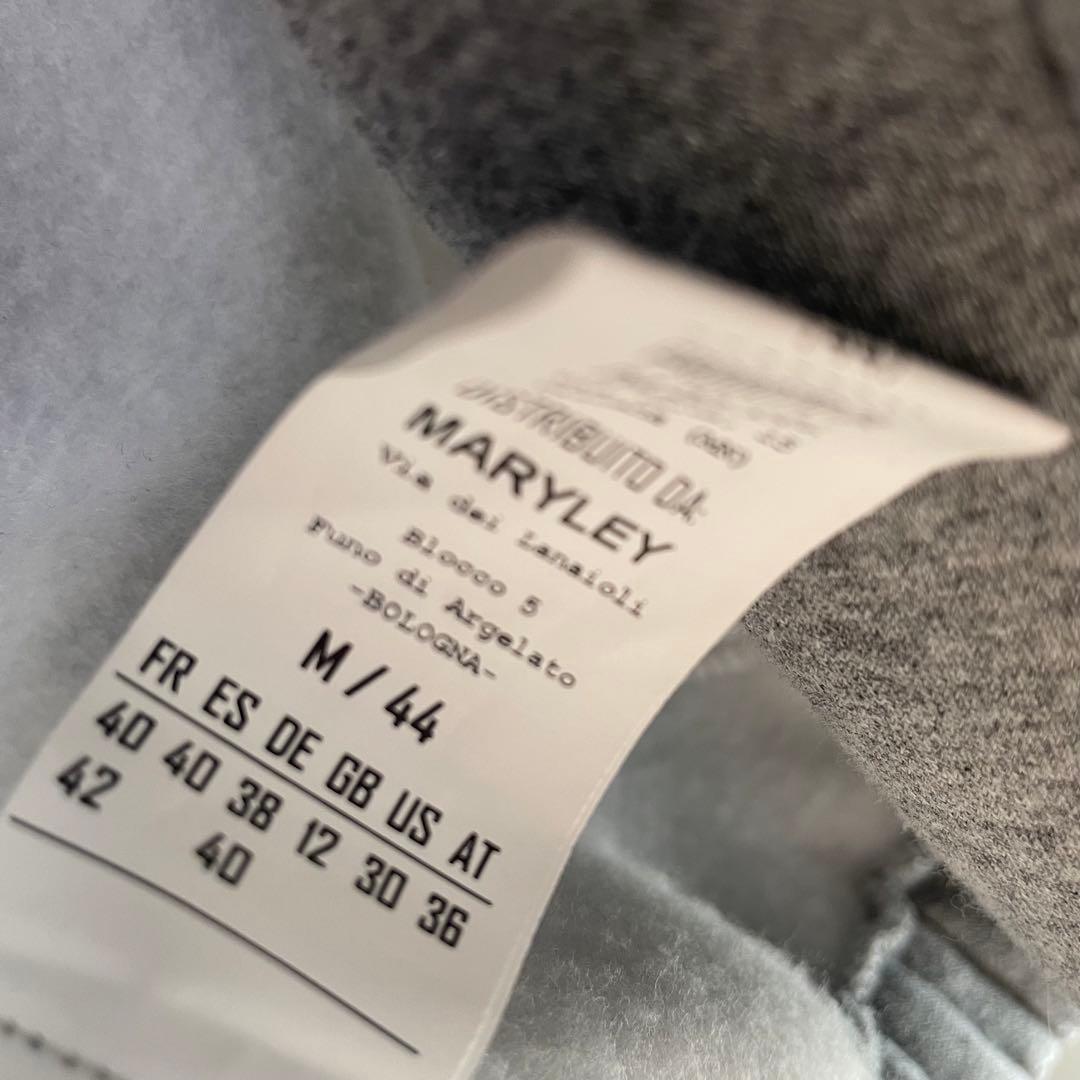 DISTRIBUITO DA:
MARYLEY
Via dei Lanaioli
Blocco 5
Funo di Argelato
-BOLOGNA-
M / 44
FR ES DE GB US AT
40 40 38 12 30 36
42 40